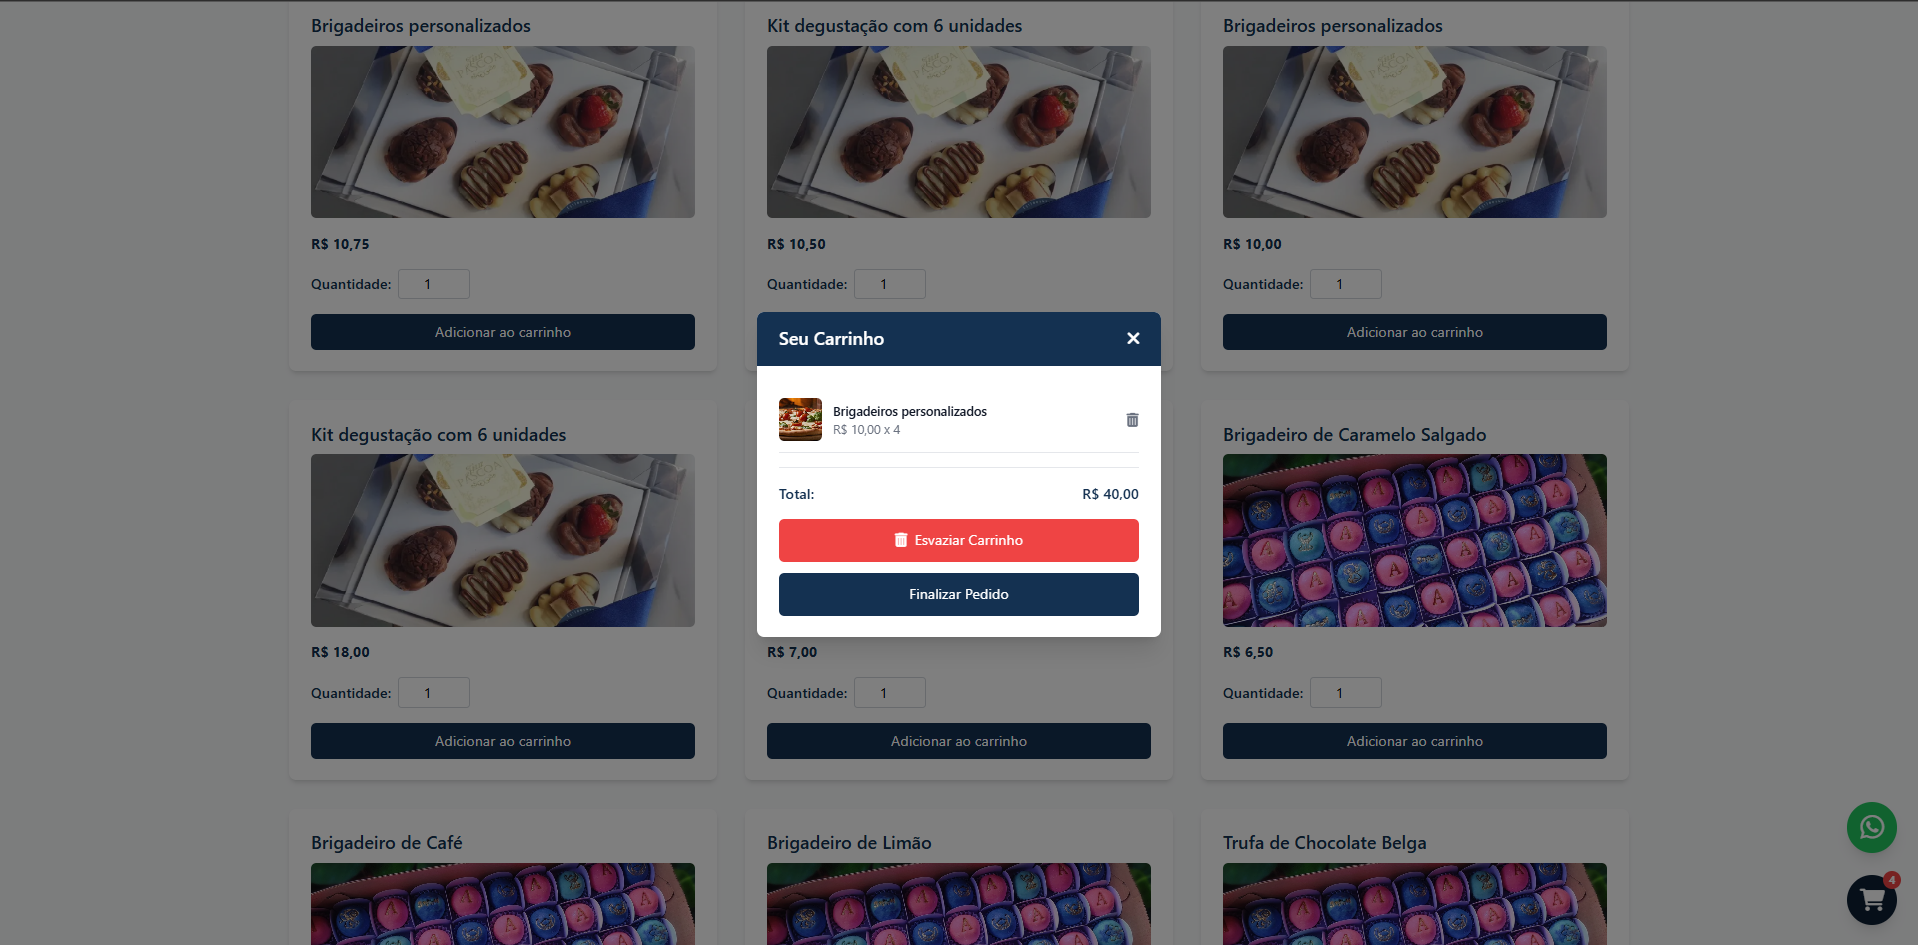 Brigadeiros personalizados
Kit degustação com 6 unidades
Brigadeiros personalizados
R$ 10,75
R$ 10,50
R$ 10,00
Quantidade: 1
Quantidade: 1
Quantidade: 1
Adicionar ao carrinho
Adicionar ao carrinho
Seu Carrinho
Brigadeiros personalizados
R$ 10,00 x 4
Total: R$ 40,00
Esvaziar Carrinho
Finalizar Pedido
Kit degustação com 6 unidades
Brigadeiro de Caramelo Salgado
R$ 18,00
R$ 7,00
R$ 6,50
Quantidade: 1
Quantidade: 1
Quantidade: 1
Adicionar ao carrinho
Adicionar ao carrinho
Adicionar ao carrinho
Brigadeiro de Café
Brigadeiro de Limão
Trufa de Chocolate Belga
4